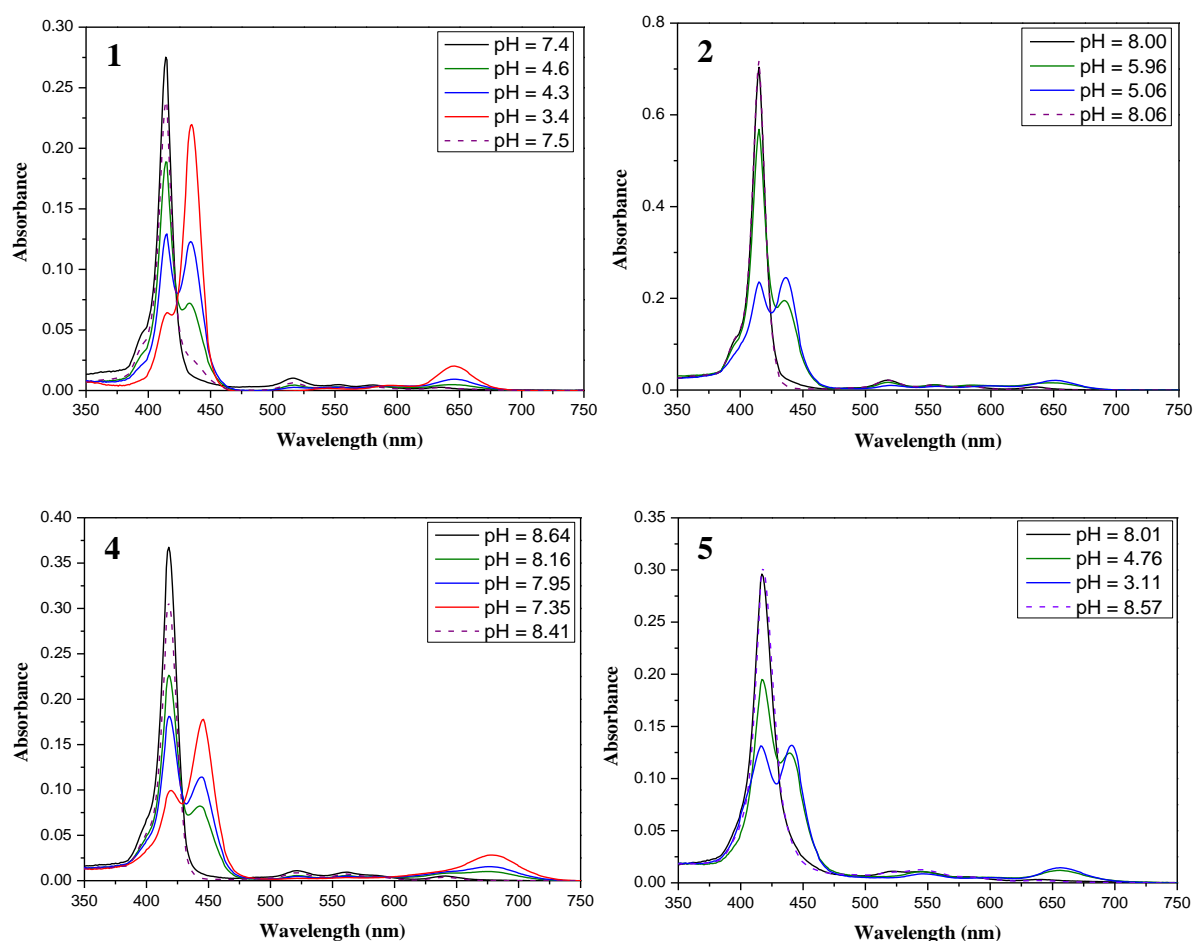 1
pH = 7.4
pH = 4.6
pH = 4.3
pH = 3.4
pH = 7.5
0.30
0.25
0.20
0.15
0.10
0.05
0.00
Absorbance
350 400 450 500 550 600 650 700 750
Wavelength (nm)
2
pH = 8.00
pH = 5.96
pH = 5.06
pH = 8.06
0.8
0.6
0.4
0.2
0.0
Absorbance
350 400 450 500 550 600 650 700 750
Wavelength (nm)
4
pH = 8.64
pH = 8.16
pH = 7.95
pH = 7.35
pH = 8.41
0.40
0.35
0.30
0.25
0.20
0.15
0.10
0.05
0.00
Absorbance
350 400 450 500 550 600 650 700 750
Wavelength (nm)
5
pH = 8.01
pH = 4.76
pH = 3.11
pH = 8.57
0.35
0.30
0.25
0.20
0.15
0.10
0.05
0.00
Absorbance
350 400 450 500 550 600 650 700 750
Wavelength (nm)